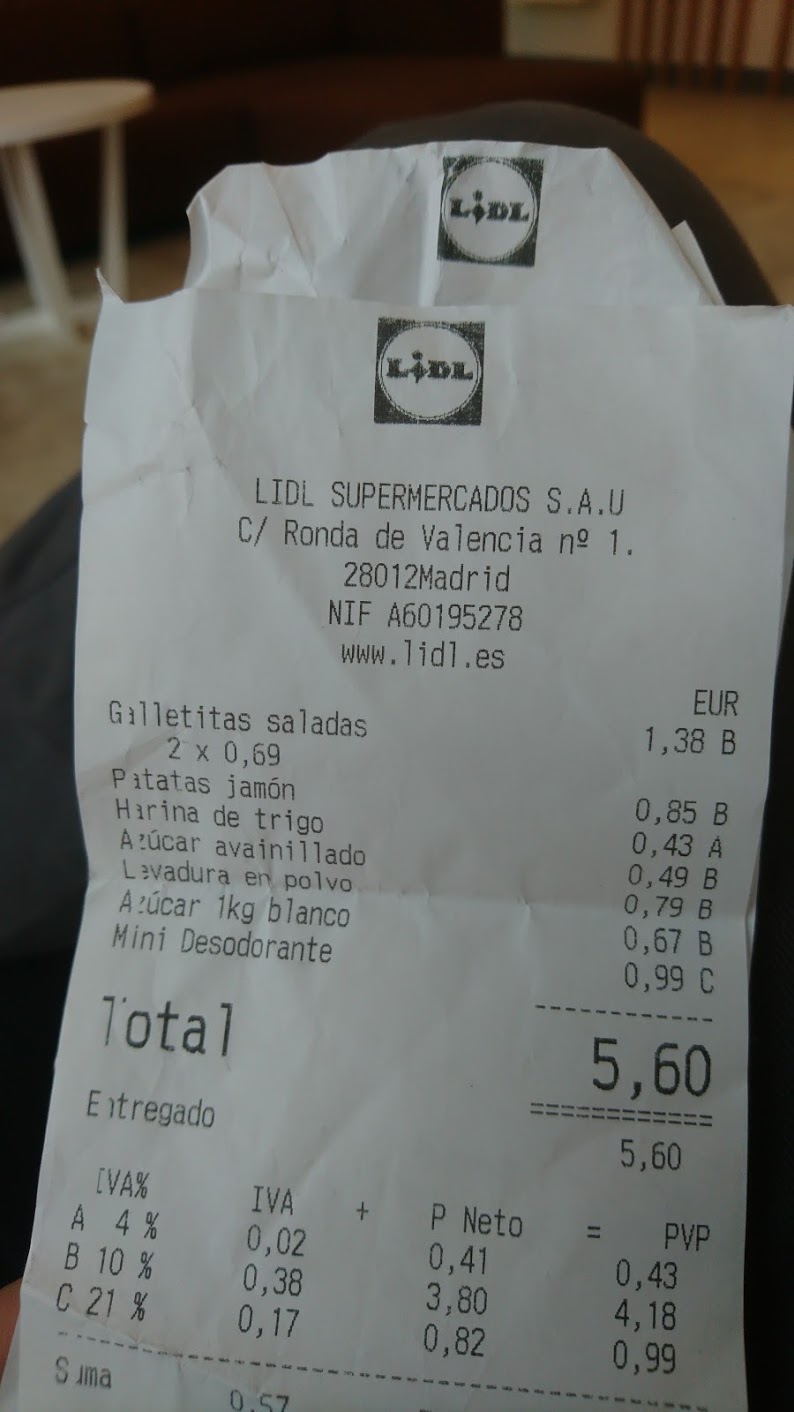 LIDL
LIDL
LIDL SUPERMERCADOS S.A.U
C/ Ronda de Valencia nº 1.
28012Madrid
NIF A60195278
www.lidl.es
EUR
Galletitas saladas 1,38 B
2 x 0,69
Patatas jamón 0,85 B
Harina de trigo 0,43 A
Azúcar avainillado 0,49 B
Levadura en polvo 0,79 B
Azúcar 1kg blanco 0,67 B
Mini Desodorante 0,99 C
------------
Total 5,60
============
Entregado 5,60
IVA% IVA + P Neto = PVP
A 4 % 0,02 0,41 0,43
B 10 % 0,38 3,80 4,18
C 21 % 0,17 0,82 0,99
Suma 0,57